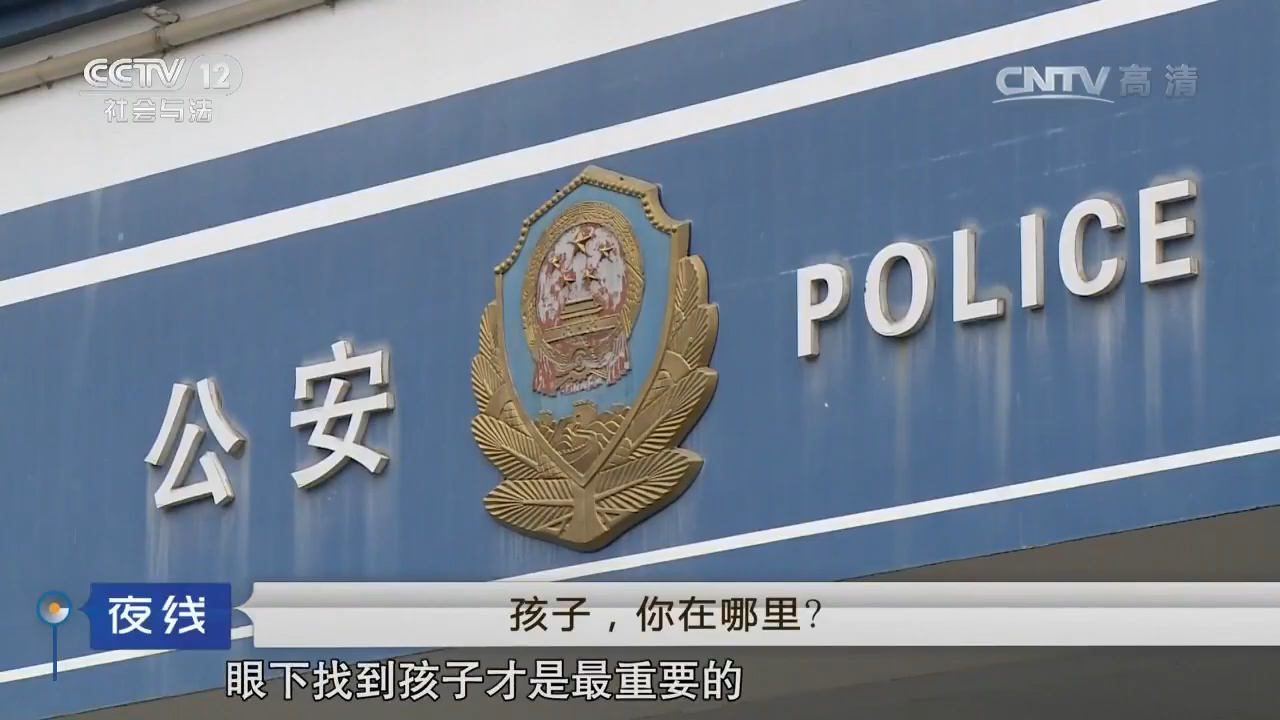 CCTV 12
社会与法
CNTV 高清
公安
POLICE
夜线
孩子，你在哪里?
眼下找到孩子才是最重要的